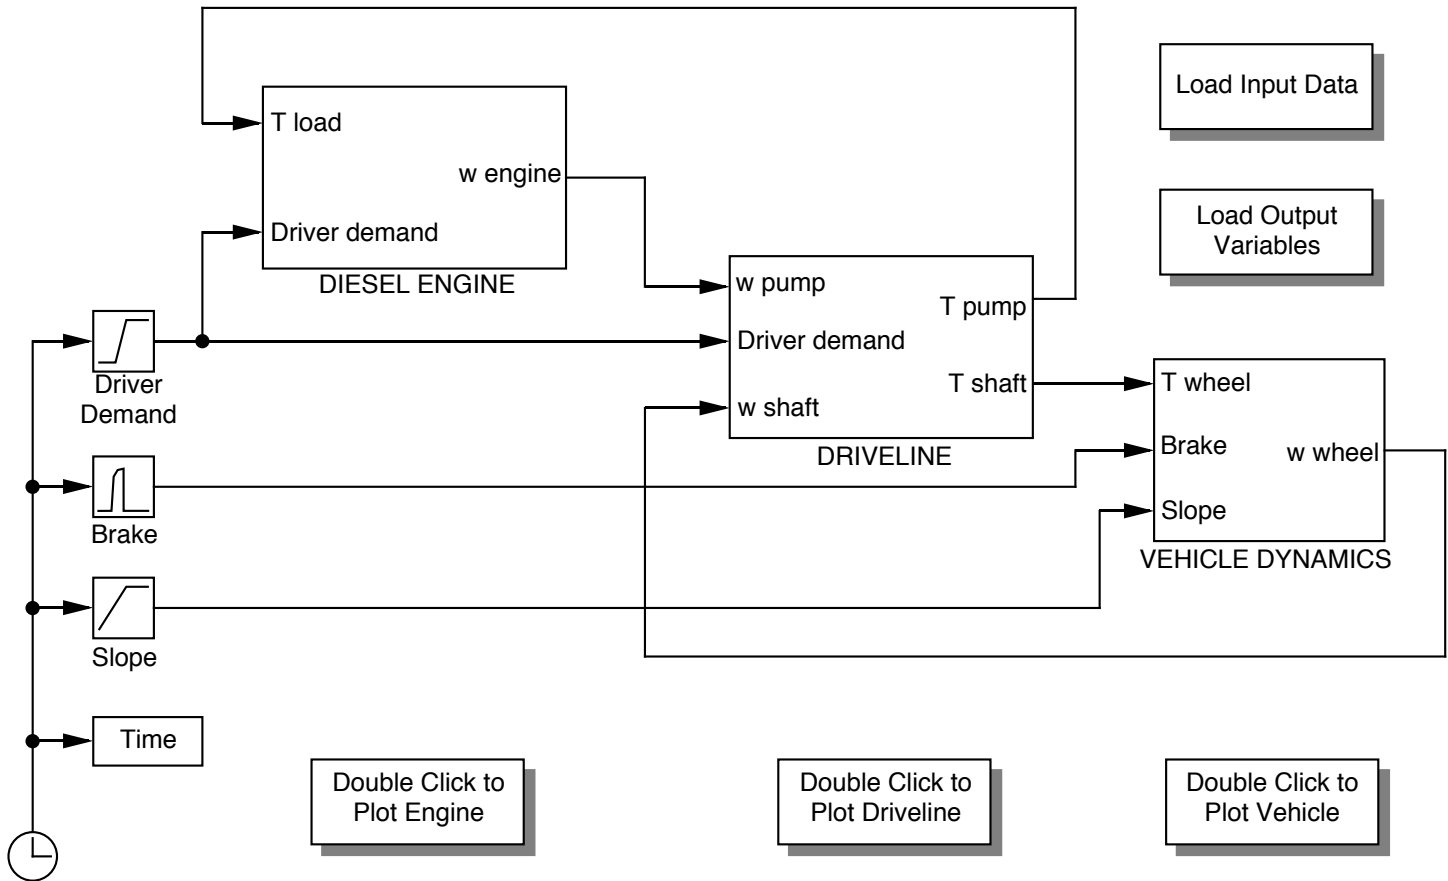 Load Input Data
T load
w engine
Driver demand
DIESEL ENGINE
Load Output
Variables
w pump
T pump
Driver demand
T shaft
w shaft
DRIVELINE
Driver
Demand
T wheel
Brake
w wheel
Slope
VEHICLE DYNAMICS
Brake
Slope
Time
Double Click to
Plot Engine
Double Click to
Plot Driveline
Double Click to
Plot Vehicle